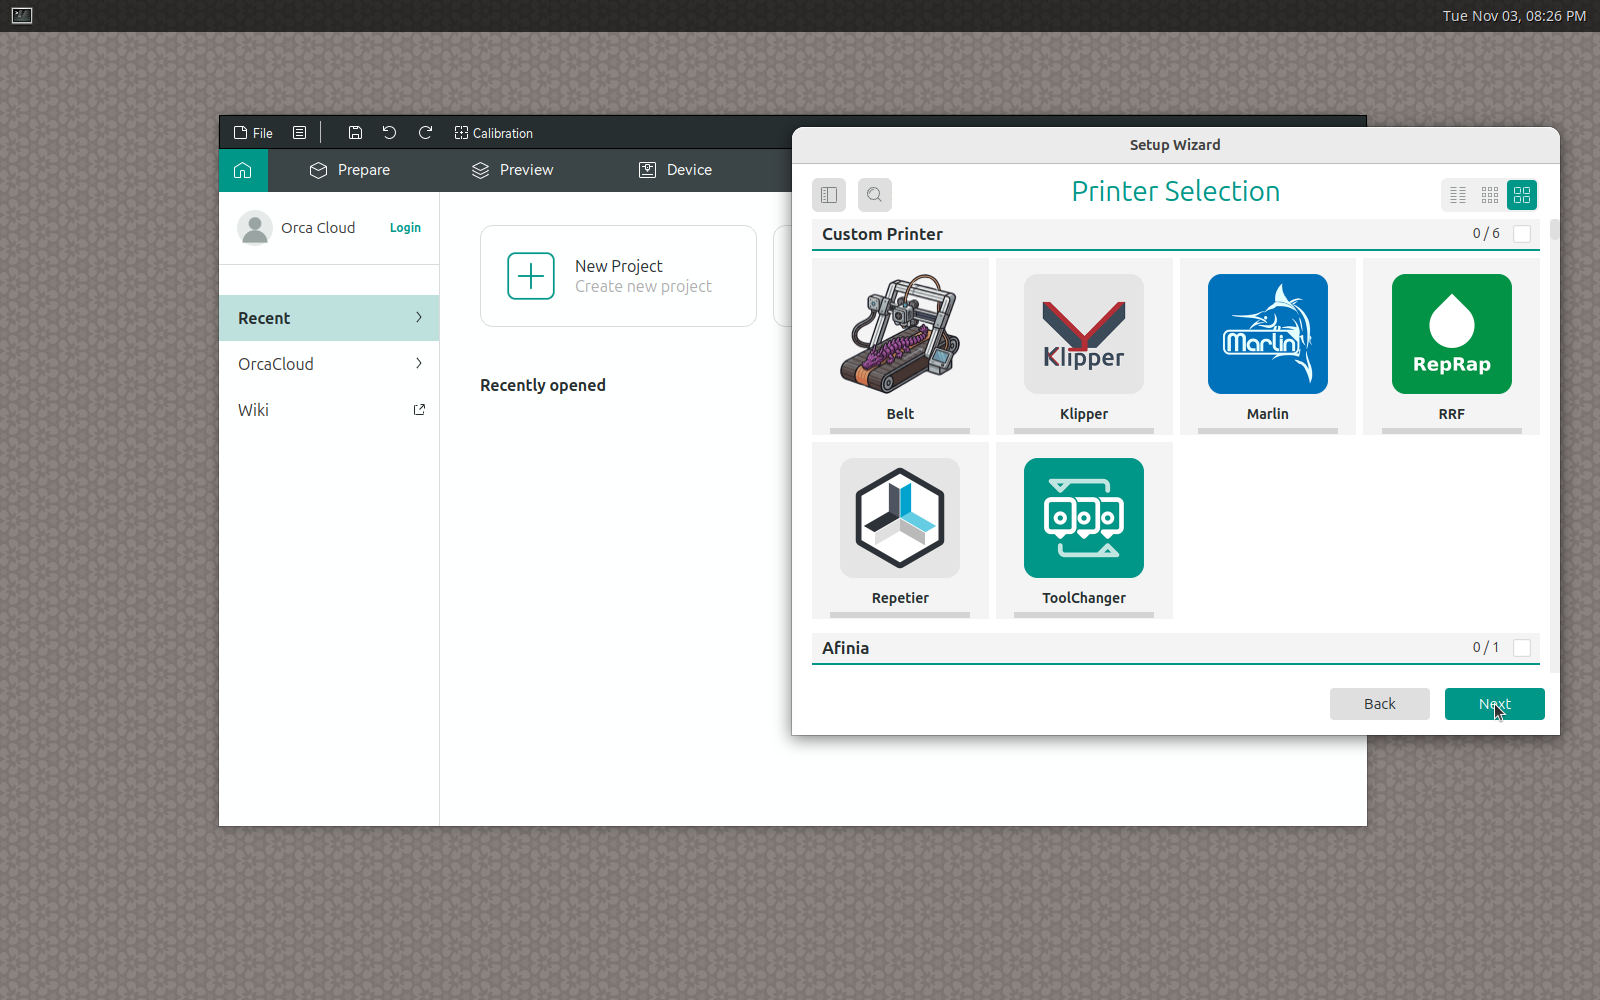 Tue Nov 03, 08:26 PM
File
Calibration
Prepare
Preview
Device
Orca Cloud
Login
Recent
OrcaCloud
Wiki
New Project
Create new project
Recently opened
Setup Wizard
Printer Selection
Custom Printer
0 / 6
Klipper
Marlin
RepRap
Belt
Klipper
Marlin
RRF
Repetier
ToolChanger
Afinia
0 / 1
Back
Next